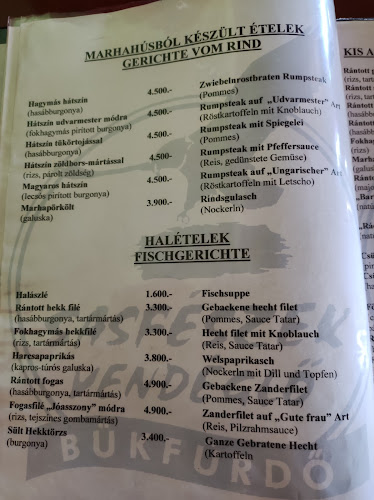 MARHAHÚSBÓL KÉSZÜLT ÉTELEK
GERICHTE VOM RIND
Hagymás hátszín 4.500.- Zwiebelnrostbraten Rumpsteak
(hasábburgonya) (Pommes)
Hátszín udvarmester módra 4.500.- Rumpsteak auf „Udvarmester" Art
(fokhagymás pirított burgonya) (Röstkartoffeln mit Knoblauch)
Hátszín tükörtojással 4.500.- Rumpsteak mit Spiegelei
(hasábburgonya) (Pommes)
Hátszín zöldbors-mártással 4.500.- Rumpsteak mit Pfeffersauce
(rizs, párolt zöldség) (Reis, gedünstete Gemüse)
Magyaros hátszín 4.500.- Rumpsteak auf „Ungarischer" Art
(lecsós pirított burgonya) (Röstkartoffeln mit Letscho)
Marhapörkölt 3.900.- Rindsgulasch
(galuska) (Nockerln)
HALÉTELEK
FISCHGERICHTE
Halászlé 1.600.- Fischsuppe
Rántott hekk filé 3.300.- Gebackene hecht filet
(hasábburgonya, tartármártás) (Pommes, Sauce Tatar)
Fokhagymás hekkfilé 3.300.- Hecht filet mit Knoblauch
(rizs, tartármártás) (Reis, Sauce Tatar)
Harcsapaprikás 3.800.- Welspaprikasch
(kapros-túrós galuska) (Nockerln mit Dill und Topfen)
Rántott fogas 4.900.- Gebackene Zanderfilet
(hasábburgonya, tartármártás) (Pommes, Sauce Tatar)
Fogasfilé „Jóasszony" módra 4.900.- Zanderfilet auf „Gute frau" Art
(rizs, tejszínes gombamártás) (Reis, Pilzrahmsauce)
Sült Hekktörzs 3.400.- Ganze Gebratene Hecht
(burgonya) (Kartoffeln)
BÜKFÜRDŐ
KIS A